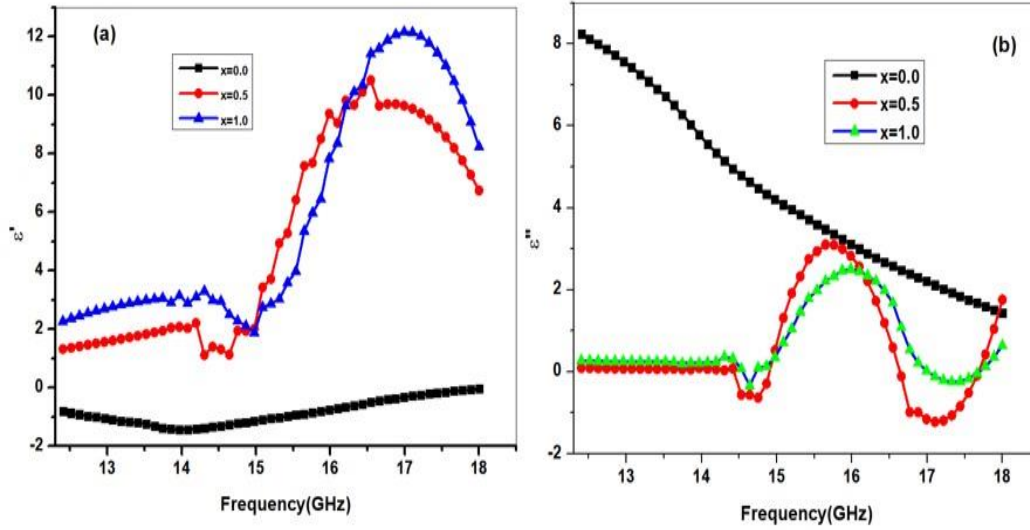 (a)
x=0.0
x=0.5
x=1.0
12
10
8
6
4
2
0
-2
ε'
13 14 15 16 17 18
Frequency(GHz)
(b)
x=0.0
x=0.5
x=1.0
8
6
4
2
0
-2
ε"
13 14 15 16 17 18
Frequency(GHz)